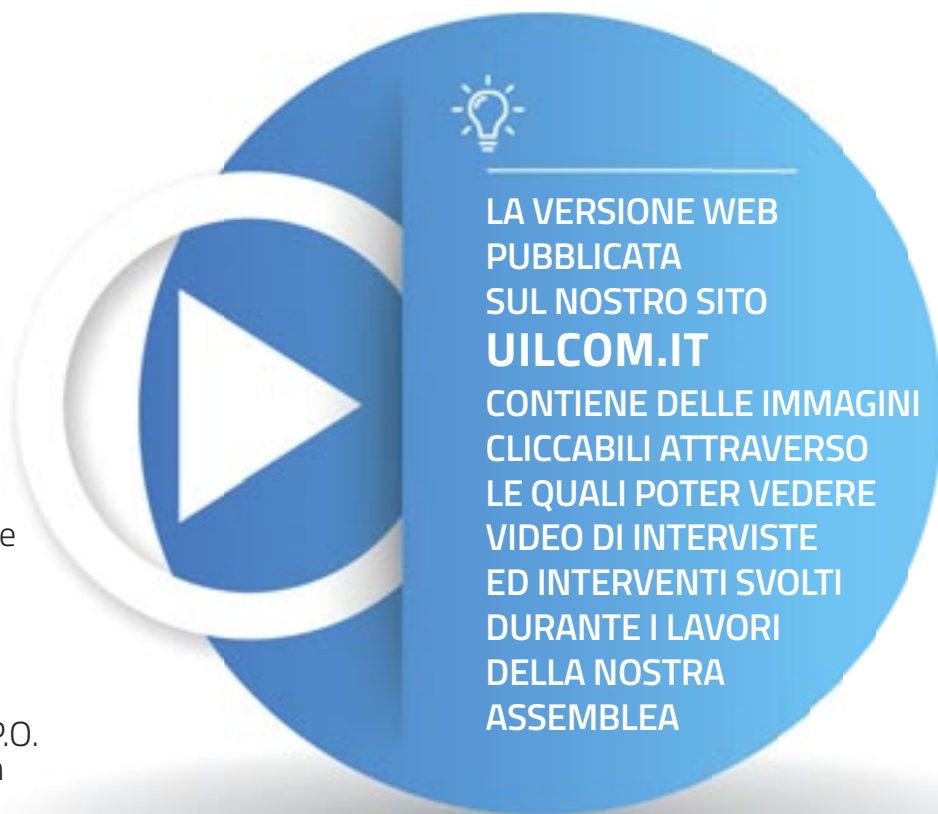 LA VERSIONE WEB
PUBBLICATA
SUL NOSTRO SITO
UILCOM.IT
CONTIENE DELLE IMMAGINI
CLICCABILI ATTRAVERSO
LE QUALI POTER VEDERE
VIDEO DI INTERVISTE
ED INTERVENTI SVOLTI
DURANTE I LAVORI
DELLA NOSTRA
ASSEMBLEA